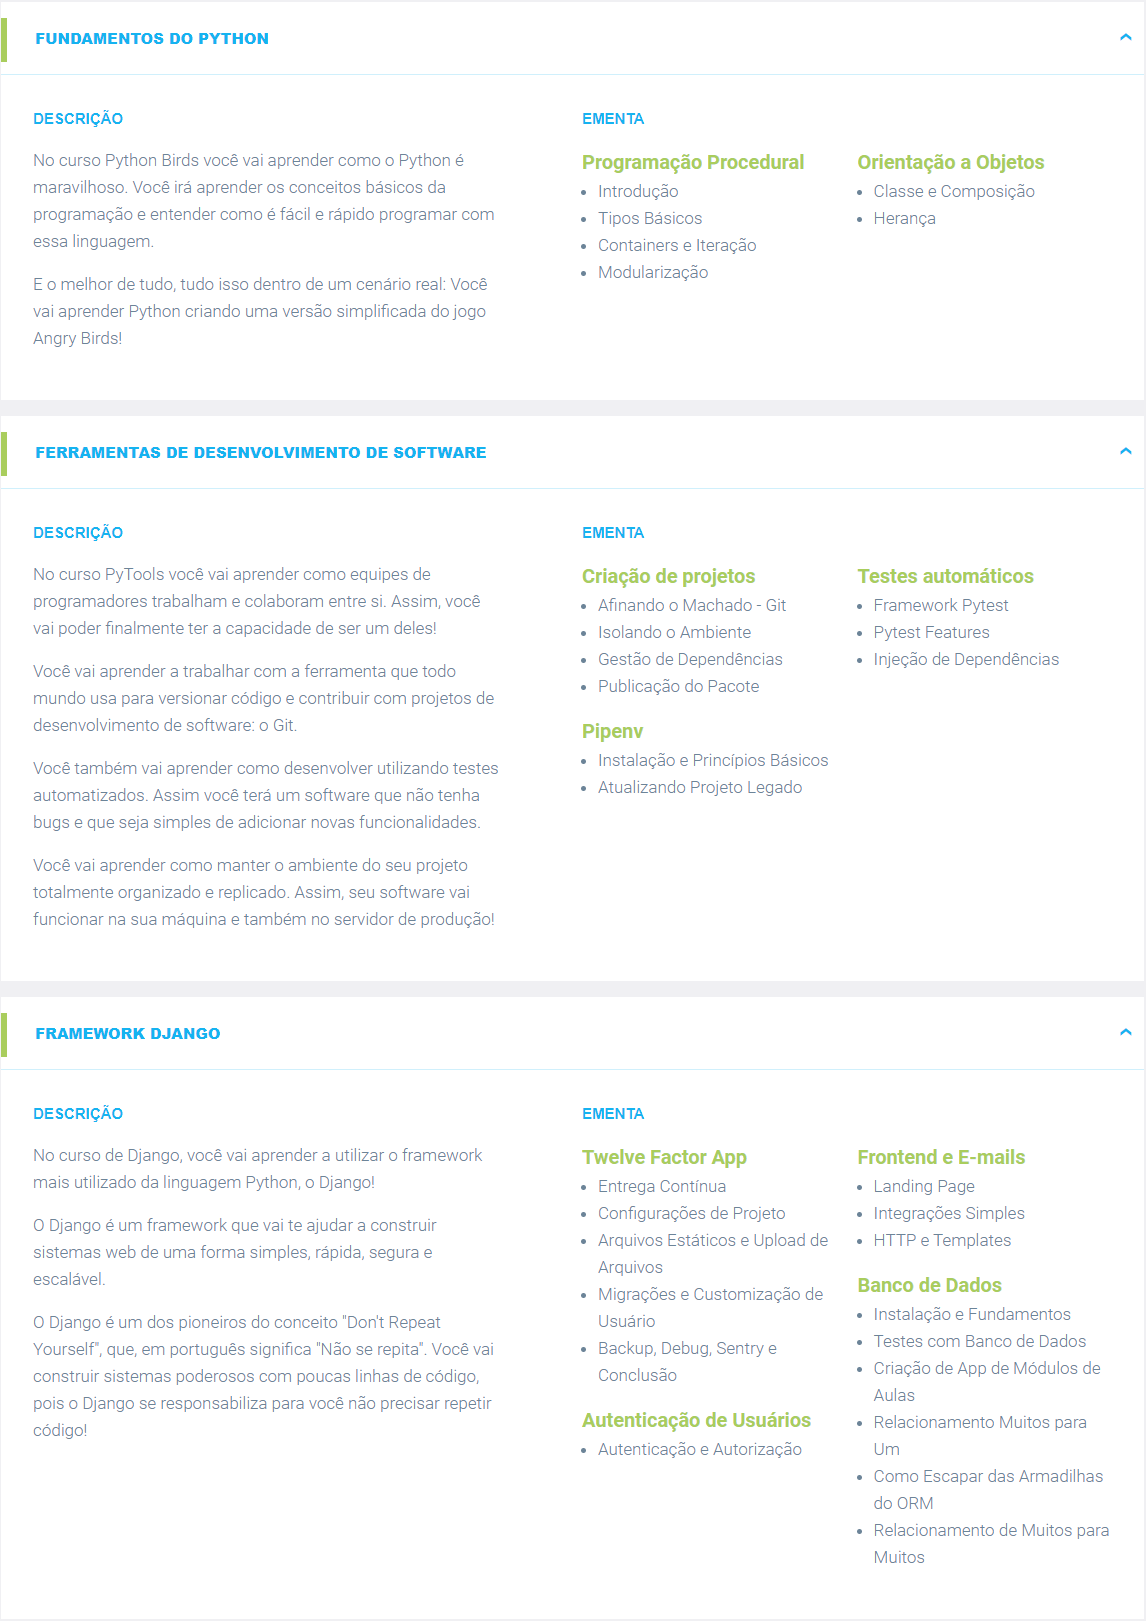 FUNDAMENTOS DO PYTHON
DESCRIÇÃO
No curso Python Birds você vai aprender como o Python é
maravilhoso. Você irá aprender os conceitos básicos da
programação e entender como é fácil e rápido programar com
essa linguagem.
E o melhor de tudo, tudo isso dentro de um cenário real: Você
vai aprender Python criando uma versão simplificada do jogo
Angry Birds!
EMENTA
Programação Procedural
Introdução
Tipos Básicos
Containers e Iteração
Modularização
Orientação a Objetos
Classe e Composição
Herança
FERRAMENTAS DE DESENVOLVIMENTO DE SOFTWARE
DESCRIÇÃO
No curso PyTools você vai aprender como equipes de
programadores trabalham e colaboram entre si. Assim, você
vai poder finalmente ter a capacidade de ser um deles!
Você vai aprender a trabalhar com a ferramenta que todo
mundo usa para versionar código e contribuir com projetos de
desenvolvimento de software: o Git.
Você também vai aprender como desenvolver utilizando testes
automatizados. Assim você terá um software que não tenha
bugs e que seja simples de adicionar novas funcionalidades.
Você vai aprender como manter o ambiente do seu projeto
totalmente organizado e replicado. Assim, seu software vai
funcionar na sua máquina e também no servidor de produção!
EMENTA
Criação de projetos
Afinando o Machado - Git
Isolando o Ambiente
Gestão de Dependências
Publicação do Pacote
Pipenv
Instalação e Princípios Básicos
Atualizando Projeto Legado
Testes automáticos
Framework Pytest
Pytest Features
Injeção de Dependências
FRAMEWORK DJANGO
DESCRIÇÃO
No curso de Django, você vai aprender a utilizar o framework
mais utilizado da linguagem Python, o Django!
O Django é um framework que vai te ajudar a construir
sistemas web de uma forma simples, rápida, segura e
escalável.
O Django é um dos pioneiros do conceito "Don't Repeat
Yourself", que, em português significa "Não se repita". Você vai
construir sistemas poderosos com poucas linhas de código,
pois o Django se responsabiliza para você não precisar repetir
código!
EMENTA
Twelve Factor App
Entrega Contínua
Configurações de Projeto
Arquivos Estáticos e Upload de
Arquivos
Migrações e Customização de
Usuário
Backup, Debug, Sentry e
Conclusão
Autenticação de Usuários
Autenticação e Autorização
Frontend e E-mails
Landing Page
Integrações Simples
HTTP e Templates
Banco de Dados
Instalação e Fundamentos
Testes com Banco de Dados
Criação de App de Módulos de
Aulas
Relacionamento Muitos para
Um
Como Escapar das Armadilhas
do ORM
Relacionamento de Muitos para
Muitos